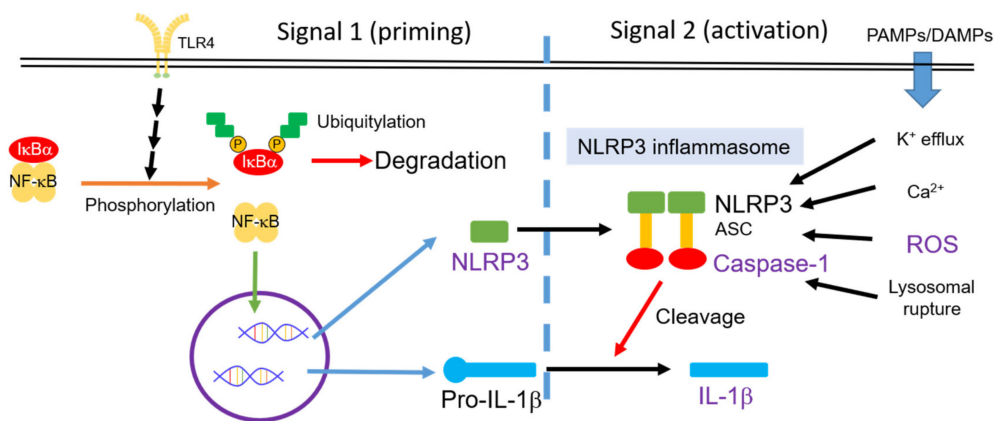 Signal 1 (priming)
Signal 2 (activation)
TLR4
PAMPs/DAMPs
Ubiquitylation
P
P
IκBα
IκBα
Degradation
NF-κB
Phosphorylation
NF-κB
NLRP3
Pro-IL-1β
NLRP3 inflammasome
NLRP3
ASC
Caspase-1
Cleavage
IL-1β
K⁺ efflux
Ca²⁺
ROS
Lysosomal
rupture